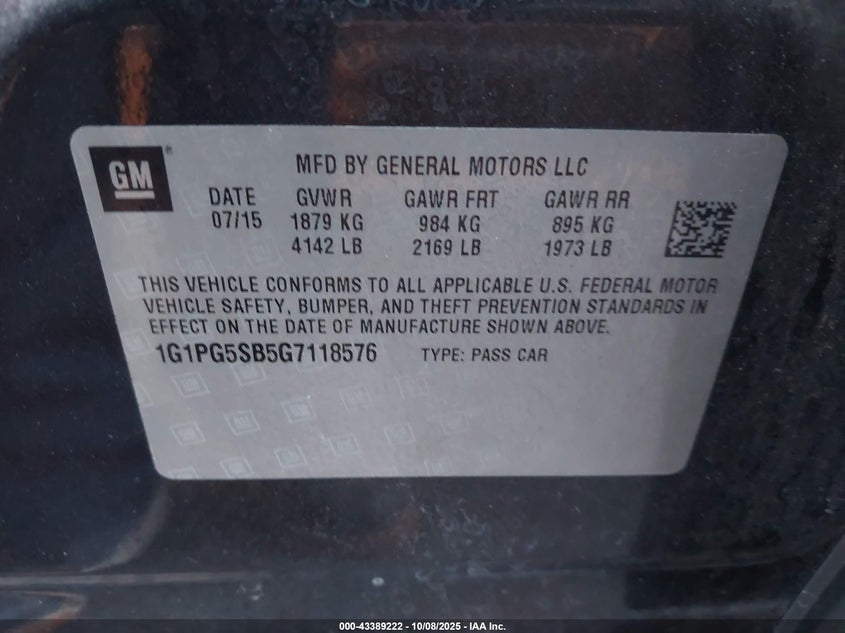 GM®
MFD BY GENERAL MOTORS LLC
DATE GVWR GAWR FRT GAWR RR
07/15 1879 KG 984 KG 895 KG
4142 LB 2169 LB 1973 LB
THIS VEHICLE CONFORMS TO ALL APPLICABLE U.S. FEDERAL MOTOR
VEHICLE SAFETY, BUMPER, AND THEFT PREVENTION STANDARDS IN
EFFECT ON THE DATE OF MANUFACTURE SHOWN ABOVE.
1G1PG5SB5G7118576 TYPE: PASS CAR
000-43389222 - 10/08/2025 - IAA Inc.